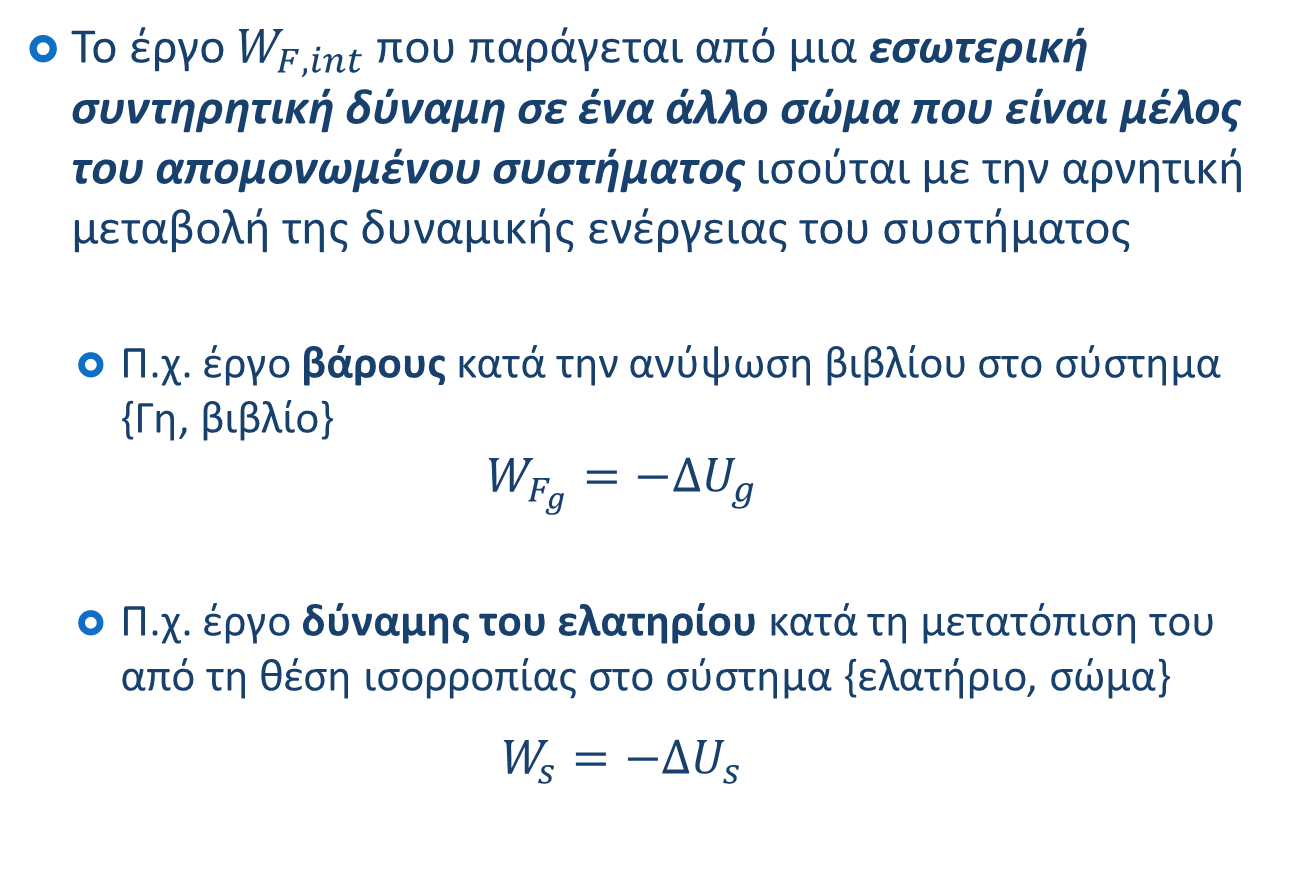 Το έργο W_{F,int} που παράγεται από μια εσωτερική
συντηρητική δύναμη σε ένα άλλο σώμα που είναι μέλος
του απομονωμένου συστήματος ισούται με την αρνητική
μεταβολή της δυναμικής ενέργειας του συστήματος
Π.χ. έργο βάρους κατά την ανύψωση βιβλίου στο σύστημα
{Γη, βιβλίο}
W_{F_g} = −ΔU_g
Π.χ. έργο δύναμης του ελατηρίου κατά τη μετατόπιση του
από τη θέση ισορροπίας στο σύστημα {ελατήριο, σώμα}
W_s = −ΔU_s